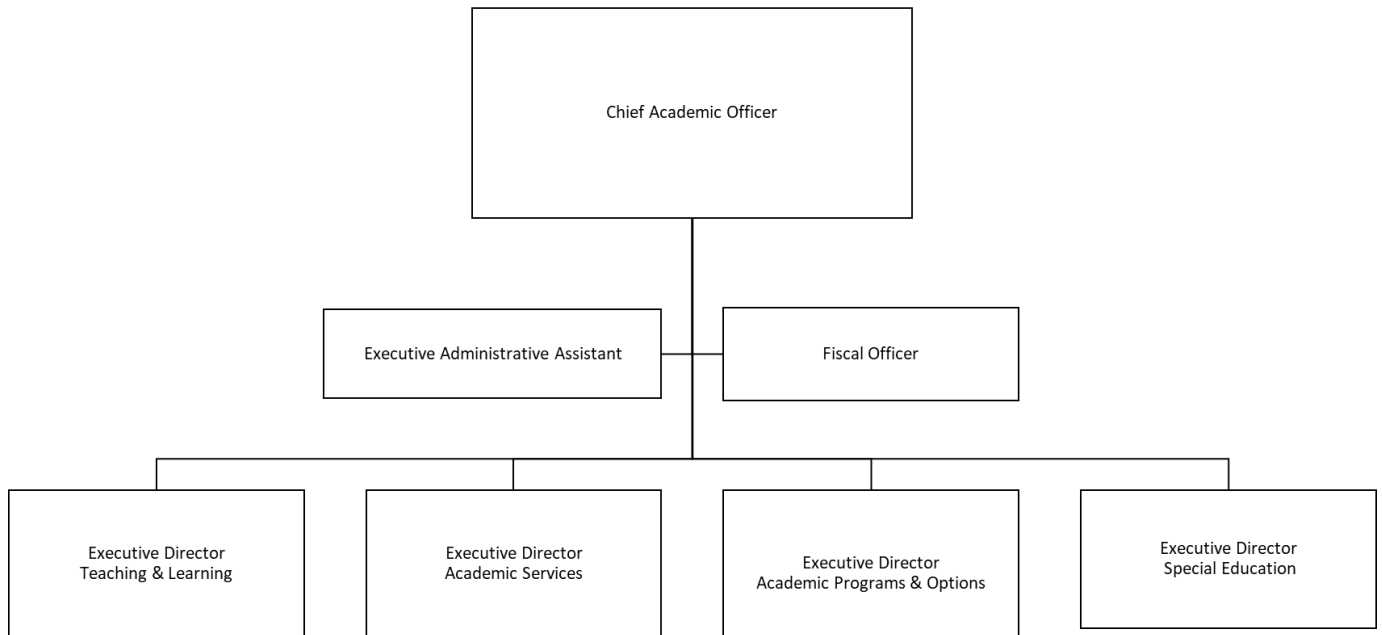 Chief Academic Officer
Executive Administrative Assistant
Fiscal Officer
Executive Director
Teaching & Learning
Executive Director
Academic Services
Executive Director
Academic Programs & Options
Executive Director
Special Education